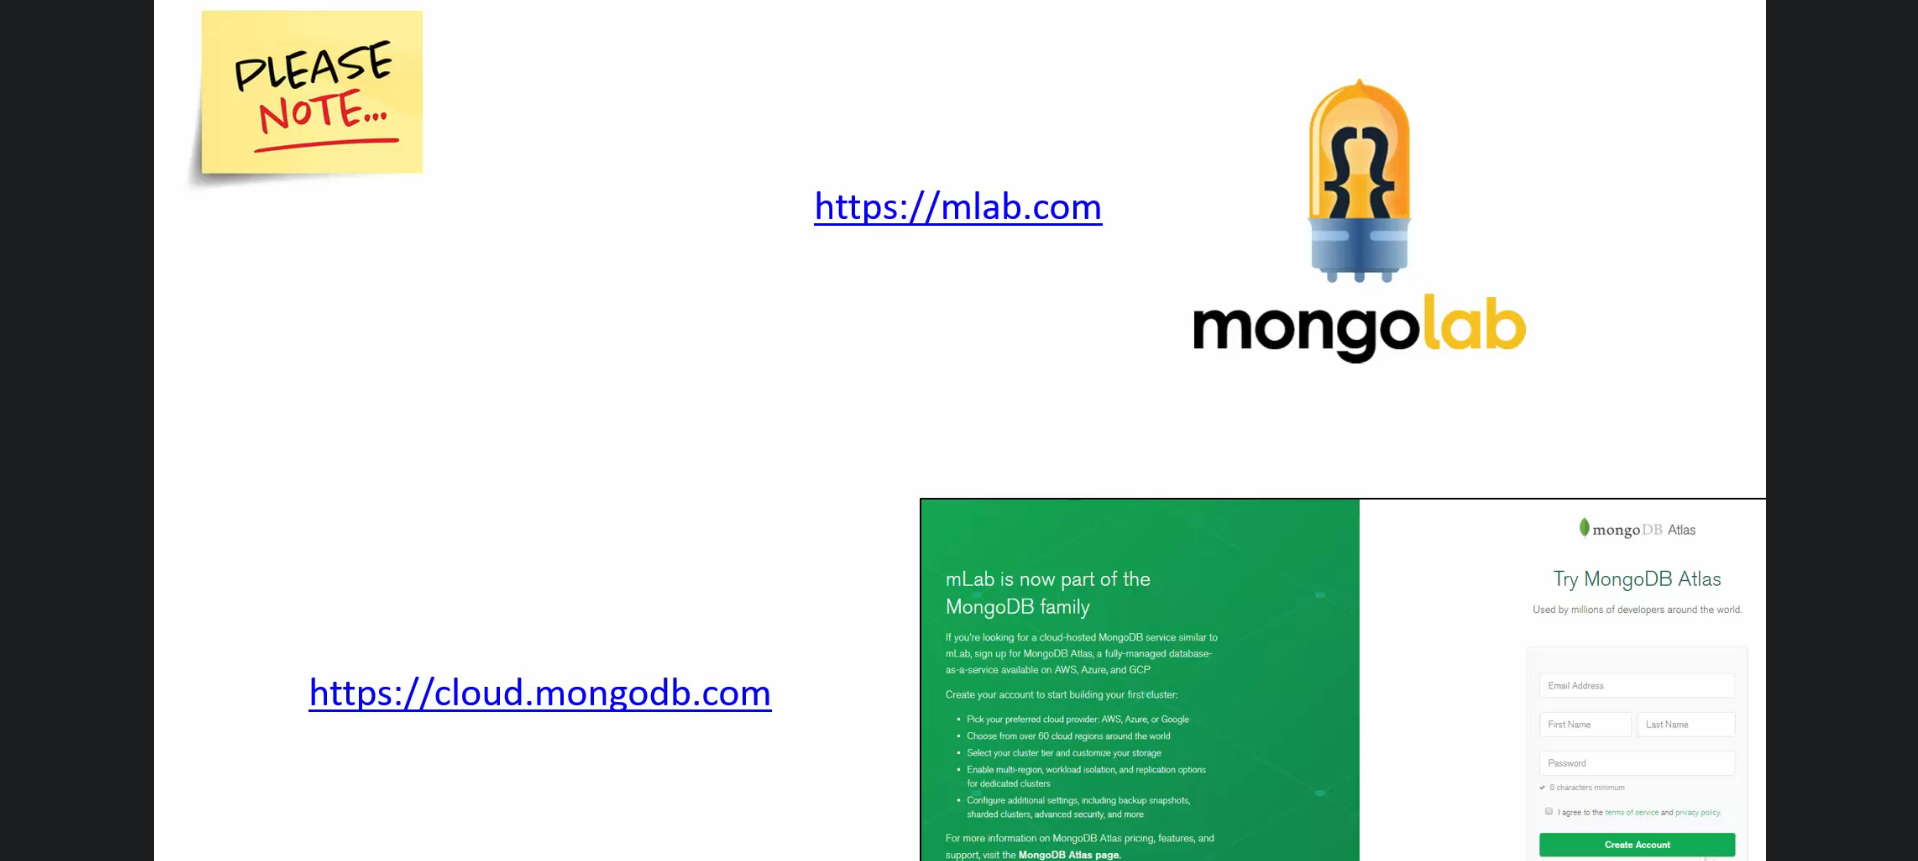 PLEASE
NOTE...
https://mlab.com
mongolab
https://cloud.mongodb.com
mLab is now part of the
MongoDB family
If you're looking for a cloud-hosted MongoDB service similar to
mLab, sign up for MongoDB Atlas, a fully-managed database-
as-a-service available on AWS, Azure, and GCP
Create your account to start building your first cluster:
• Pick your preferred cloud provider: AWS, Azure, or Google
• Choose from over 60 cloud regions around the world
• Select your cluster tier and customize your storage
• Enable multi-region, workload isolation, and replication options
for dedicated clusters
• Configure additional settings, including backup snapshots,
sharded clusters, advanced security, and more
For more information on MongoDB Atlas pricing, features, and
support, visit the MongoDB Atlas page.
mongoDB Atlas
Try MongoDB Atlas
Used by millions of developers around the world.
Email Address
First Name
Last Name
Password
8 characters minimum
I agree to the terms of service and privacy policy.
Create Account